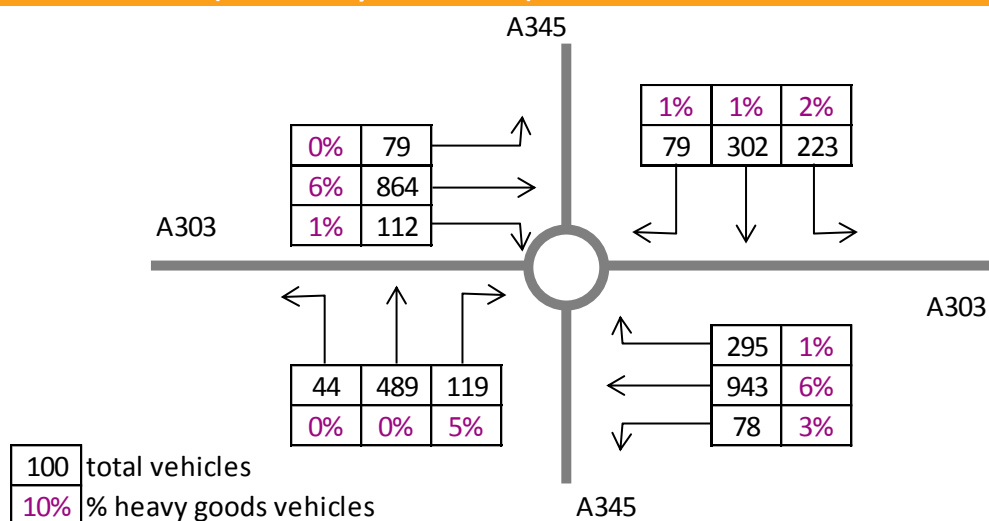 A345
1% 1% 2%
79 302 223
0% 79
6% 864
1% 112
A303
A303
295 1%
943 6%
78 3%
44 489 119
0% 0% 5%
100 total vehicles
10% % heavy goods vehicles
A345